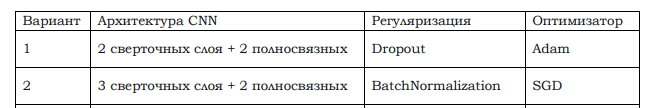 Вариант Архитектура CNN Регуляризация Оптимизатор
1 2 сверточных слоя + 2 полносвязных Dropout Adam
2 3 сверточных слоя + 2 полносвязных BatchNormalization SGD